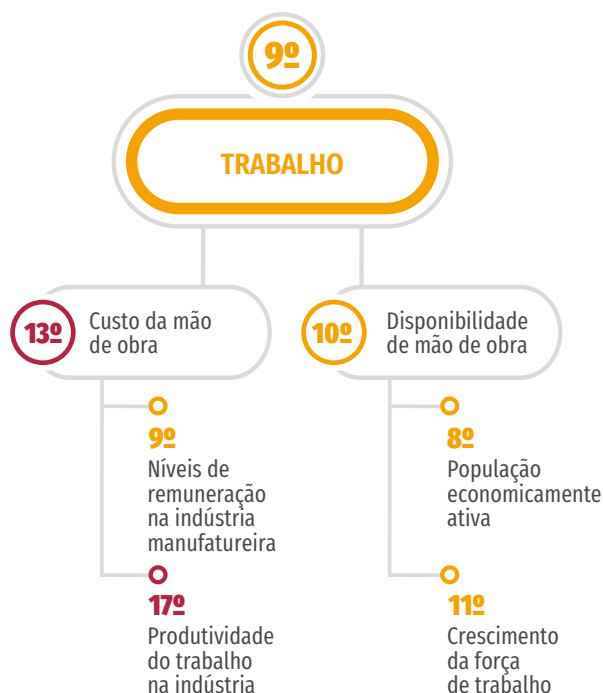 9º
TRABALHO
13º
Custo da mão
de obra
9º
Níveis de
remuneração
na indústria
manufatureira
17º
Produtividade
do trabalho
na indústria
10º
Disponibilidade
de mão de obra
8º
População
economicamente
ativa
11º
Crescimento
da força
de trabalho